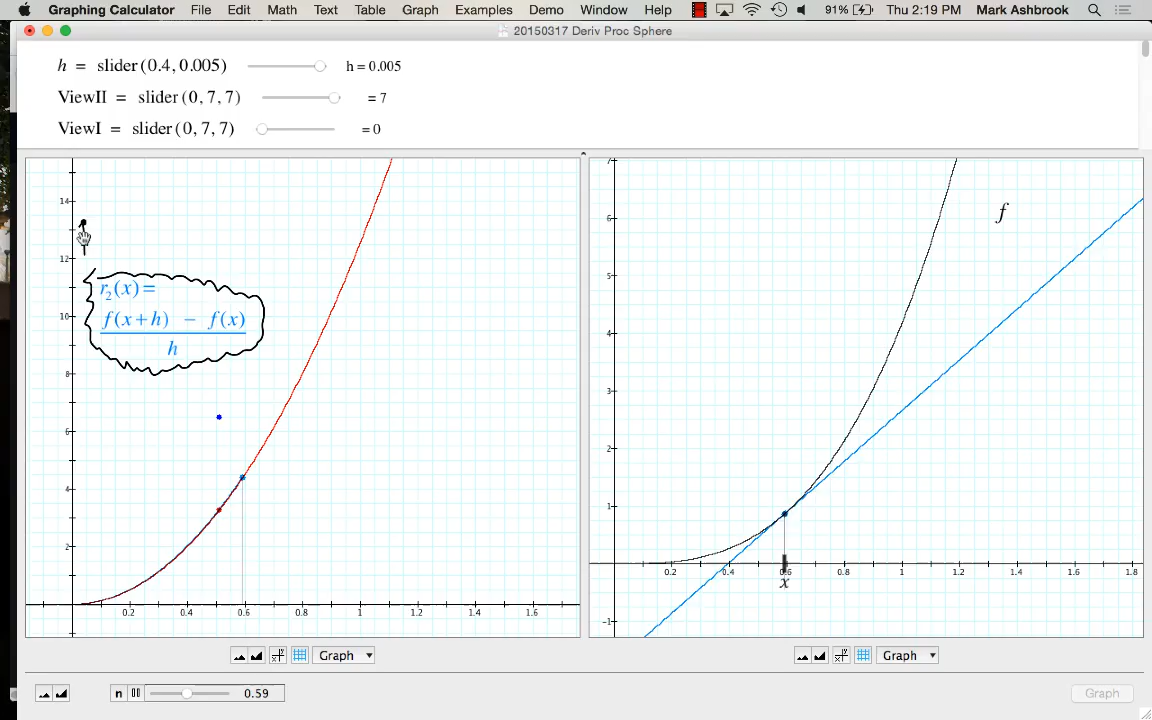 Graphing Calculator File Edit Math Text Table Graph Examples Demo Window Help 91% Thu 2:19 PM Mark Ashbrook
20150317 Deriv Proc Sphere
h = slider (0.4, 0.005) h = 0.005
ViewII = slider (0, 7, 7) = 7
ViewI = slider (0, 7, 7) = 0
14
12
10
8
6
4
2
0.2 0.4 0.6 0.8 1 1.2 1.4 1.6
r₂(x) =
f(x+h) − f(x)
h
7
6
5
4
3
2
1
-1
0.2 0.4 0.6 0.8 1 1.2 1.4 1.6 1.8
f
x
Graph
Graph
n 0.59
Graph